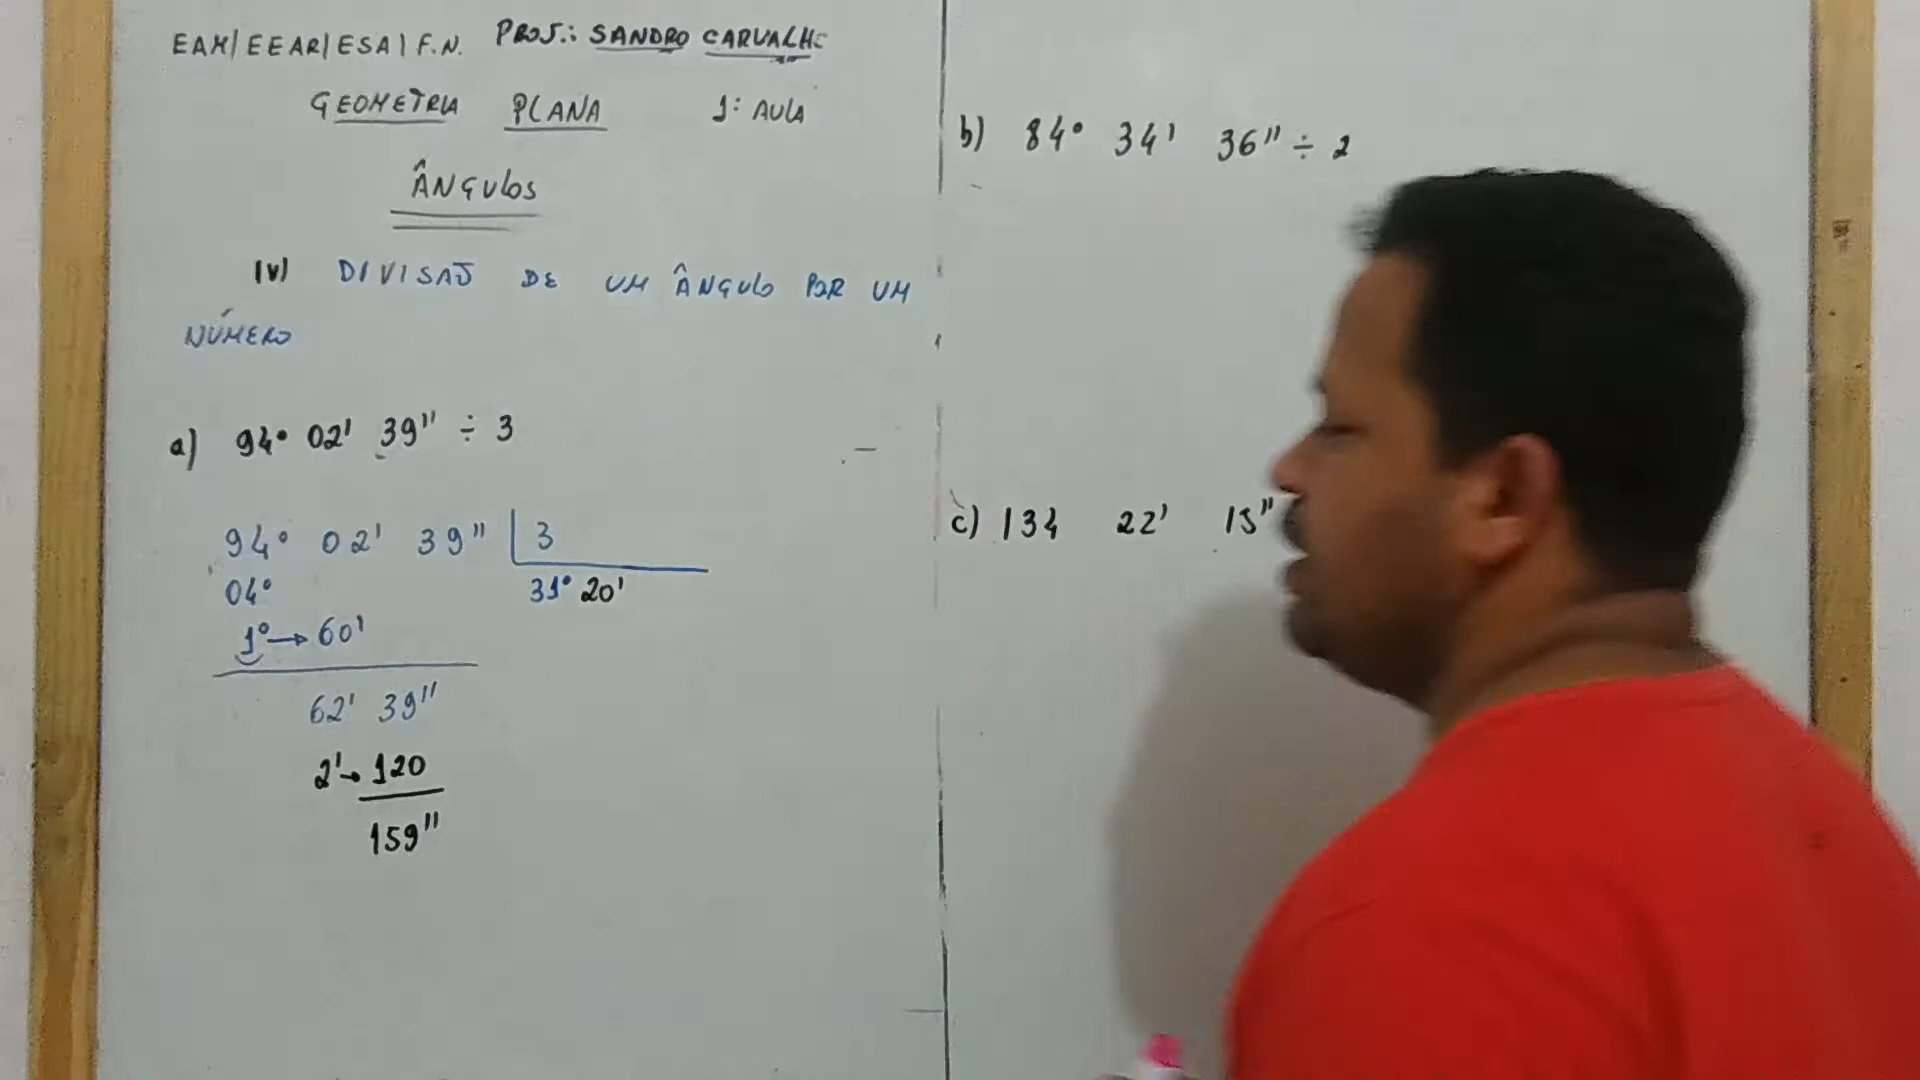 EAM/EEAR/ESA/F.N. PROF.: SANDRO CARVALHO
GEOMETRIA PLANA 1ª AULA
ÂNGULOS
IV) DIVISÃO DE UM ÂNGULO POR UM
NÚMERO
a) 94° 02' 39" ÷ 3
94° 02' 39" | 3
04° 31° 20'
1° → 60'
62' 39"
2' → 120
159"
b) 84° 34' 36" ÷ 2
c) 134 22' 15"